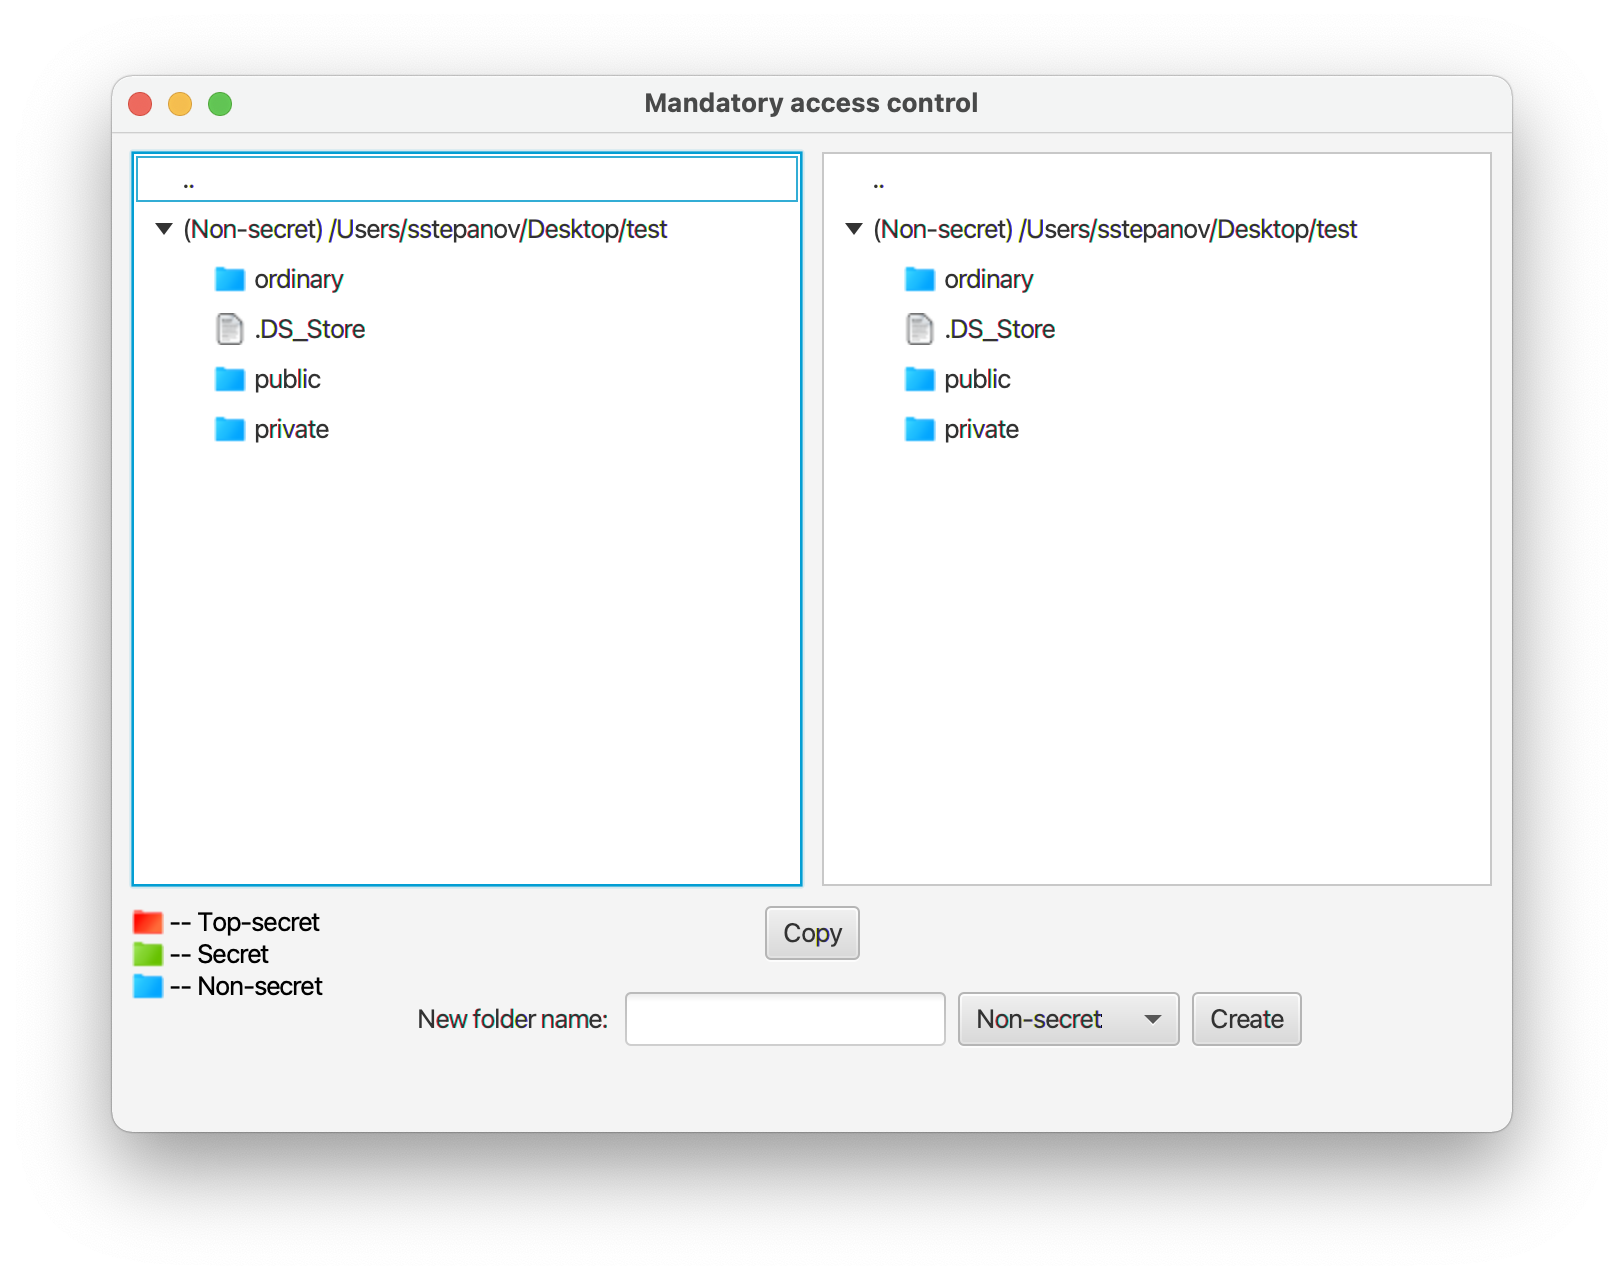 Mandatory access control
..
(Non-secret) /Users/sstepanov/Desktop/test
ordinary
.DS_Store
public
private
..
(Non-secret) /Users/sstepanov/Desktop/test
ordinary
.DS_Store
public
private
-- Top-secret
-- Secret
-- Non-secret
Copy
New folder name:
Non-secret
Create